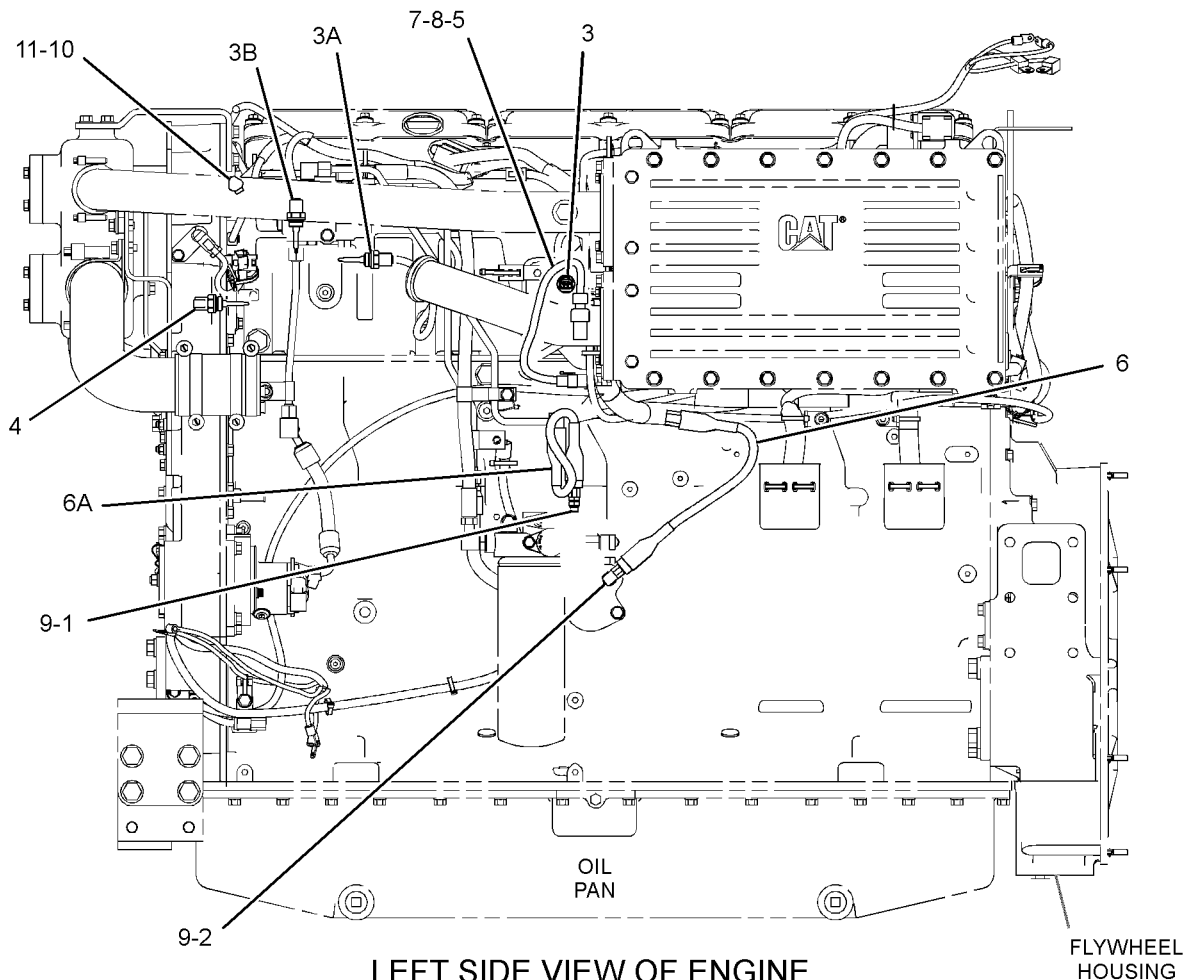 7-8-5
3
3A
3B
11-10
CAT®
6
4
6A
9-1
OIL
PAN
9-2
FLYWHEEL
HOUSING
LEFT SIDE VIEW OF ENGINE